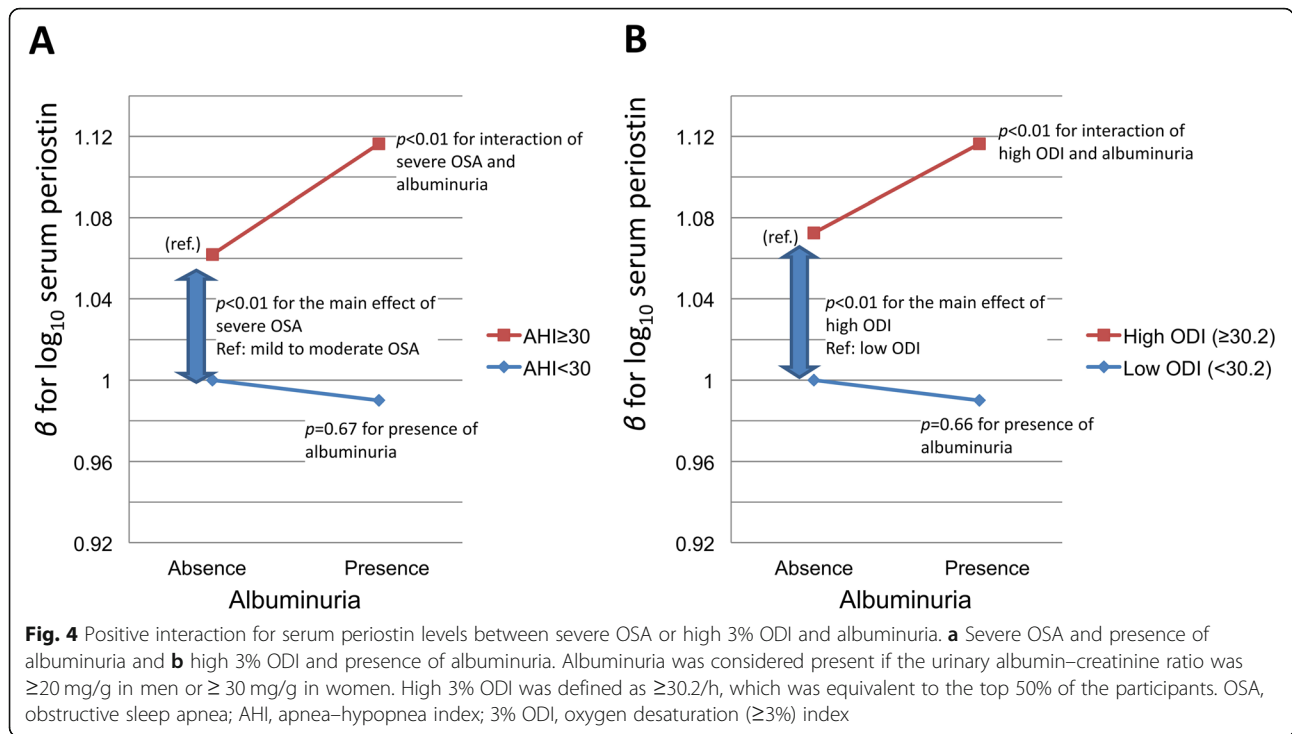 A
β for log10 serum periostin
1.12
1.08
1.04
1
0.96
0.92
p<0.01 for interaction of
severe OSA and
albuminuria
(ref.)
p<0.01 for the main effect of
severe OSA
Ref: mild to moderate OSA
AHI≥30
AHI<30
p=0.67 for presence of
albuminuria
Absence Presence
Albuminuria
B
β for log10 serum periostin
1.12
1.08
1.04
1
0.96
0.92
p<0.01 for interaction of
high ODI and albuminuria
(ref.)
p<0.01 for the main effect of
high ODI
Ref: low ODI
High ODI (≥30.2)
Low ODI (<30.2)
p=0.66 for presence of
albuminuria
Absence Presence
Albuminuria
Fig. 4 Positive interaction for serum periostin levels between severe OSA or high 3% ODI and albuminuria. a Severe OSA and presence of
albuminuria and b high 3% ODI and presence of albuminuria. Albuminuria was considered present if the urinary albumin–creatinine ratio was
≥20 mg/g in men or ≥ 30 mg/g in women. High 3% ODI was defined as ≥30.2/h, which was equivalent to the top 50% of the participants. OSA,
obstructive sleep apnea; AHI, apnea–hypopnea index; 3% ODI, oxygen desaturation (≥3%) index